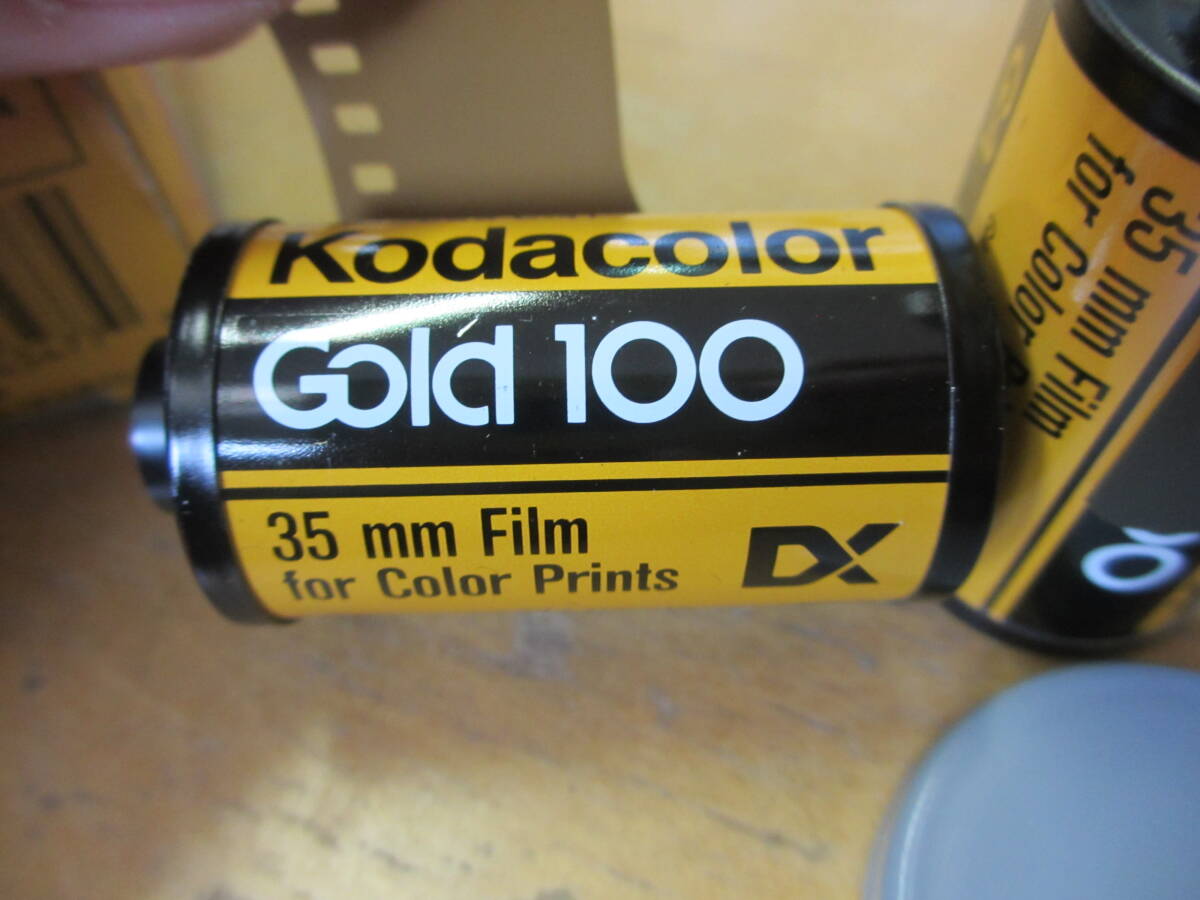 Kodacolor
Gold 100
35 mm Film
for Color Prints
DX
35 mm Film
for Color